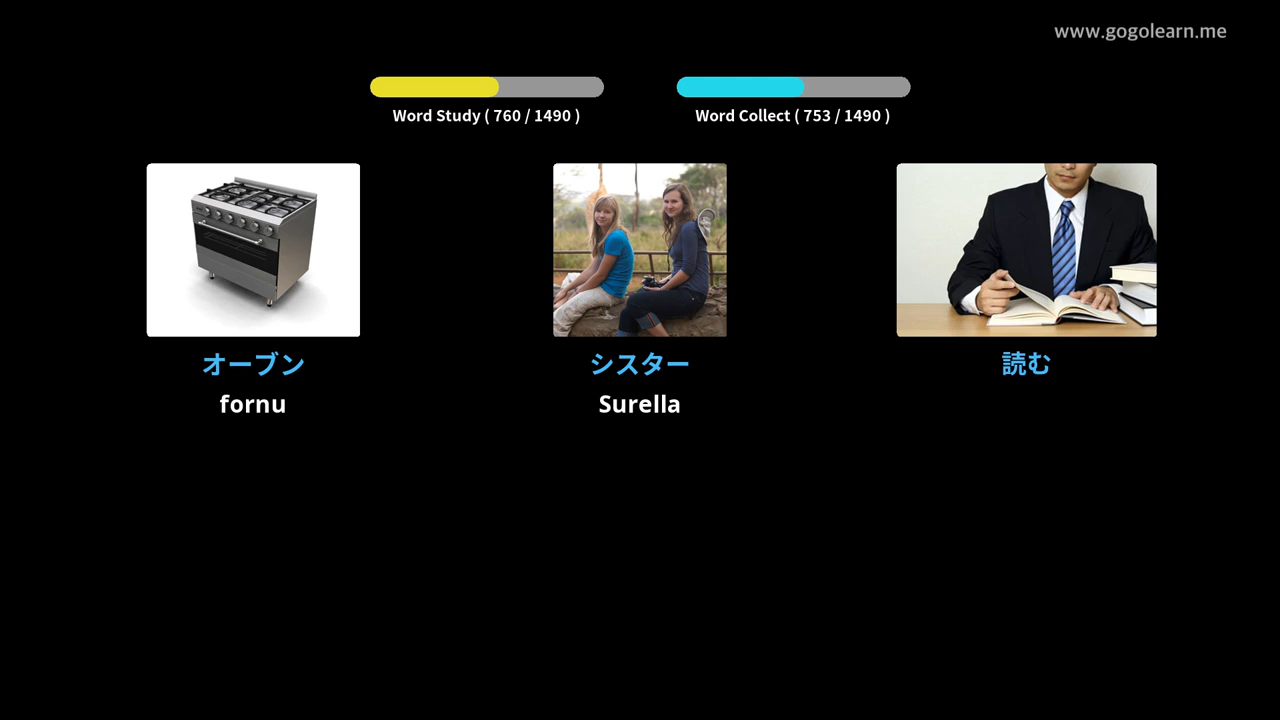 www.gogolearn.me
Word Study ( 760 / 1490 )
Word Collect ( 753 / 1490 )
オーブン
シスター
読む
fornu
Surella